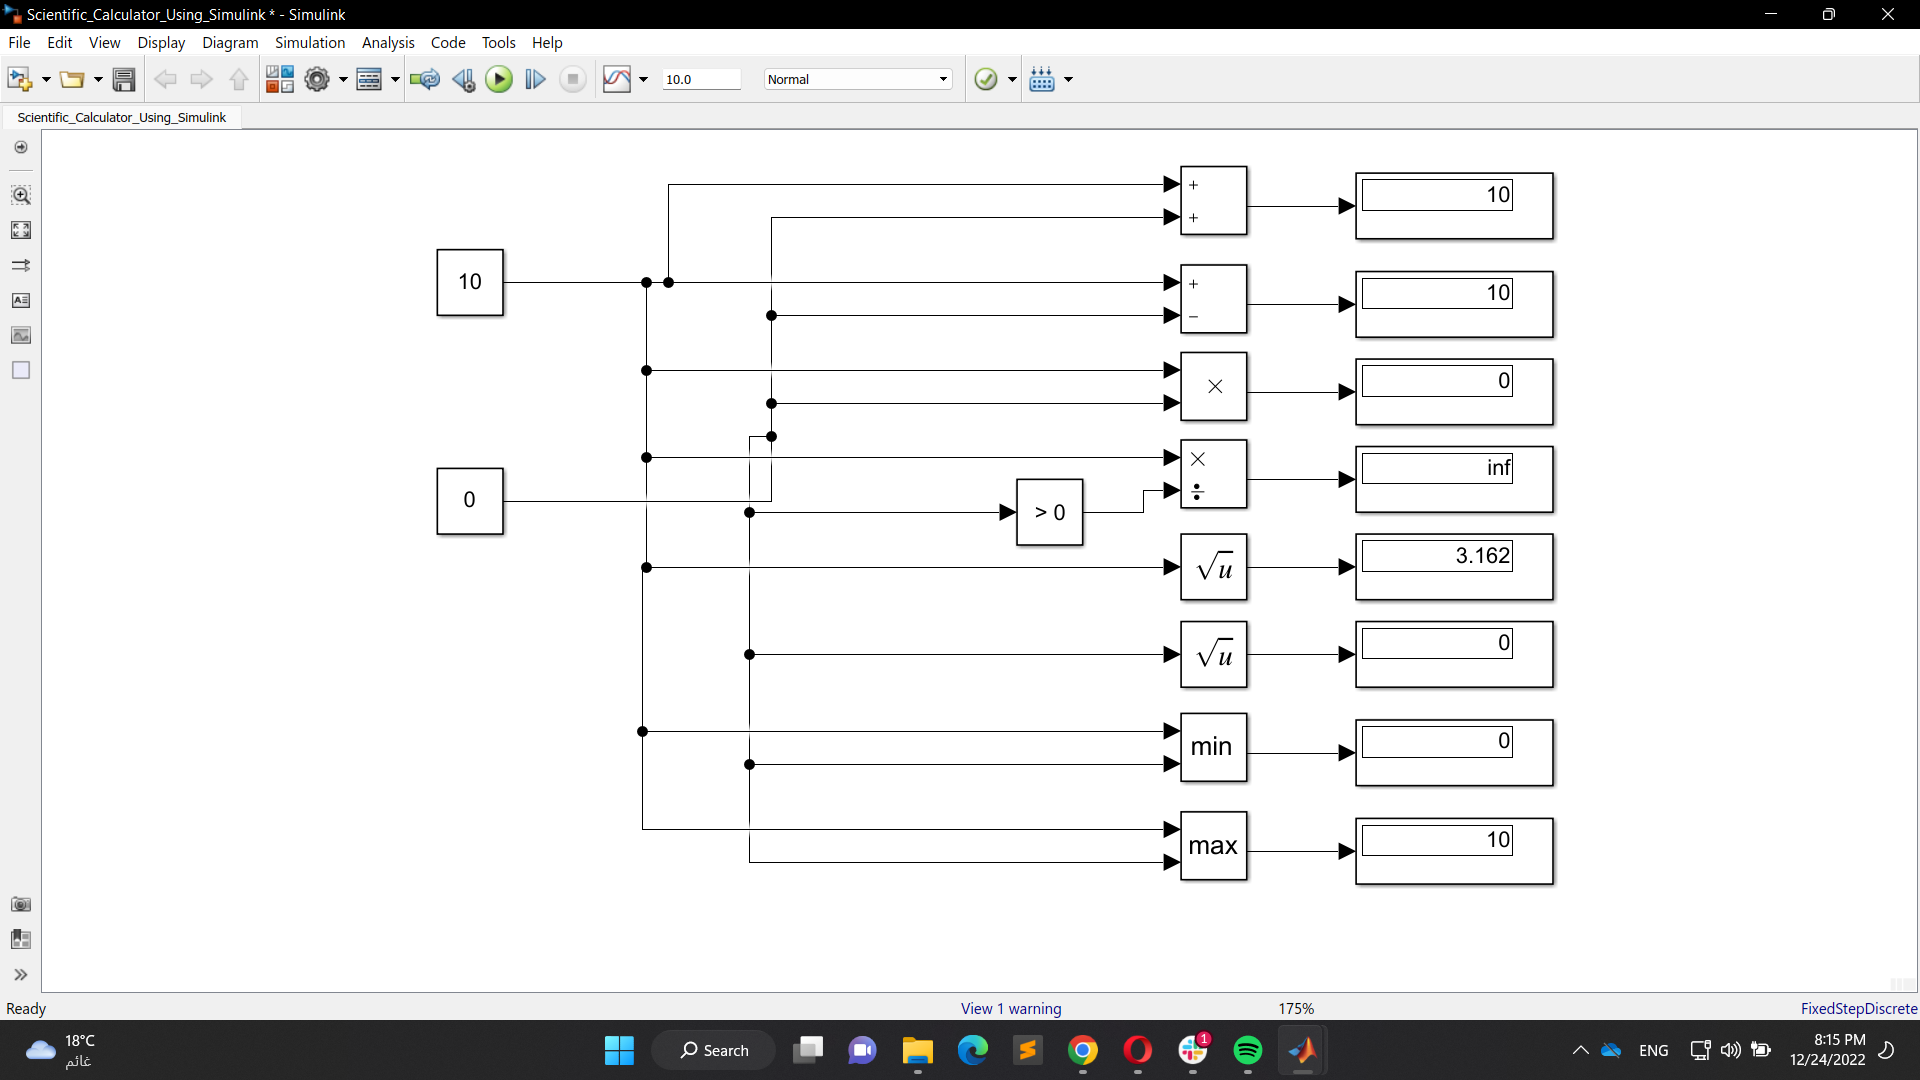 Scientific_Calculator_Using_Simulink * - Simulink
File Edit View Display Diagram Simulation Analysis Code Tools Help
10.0 Normal
Scientific_Calculator_Using_Simulink
+
+
10
10
+
−
10
×
0
0
×
÷
inf
> 0
√u
3.162
√u
0
min
0
max
10
Ready View 1 warning 175% FixedStepDiscrete
18°C
غائم
Search
1
ENG
8:15 PM
12/24/2022